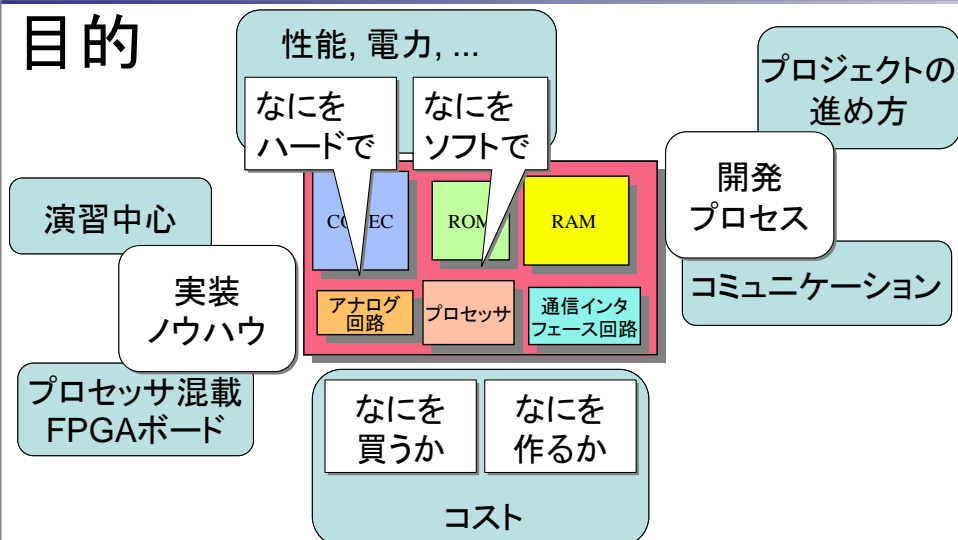 目的
性能, 電力, ...
なにを
ハードで
なにを
ソフトで
プロジェクトの
進め方
開発
プロセス
コミュニケーション
演習中心
実装
ノウハウ
プロセッサ混載
FPGAボード
ROM
RAM
アナログ
回路
プロセッサ
通信インタ
フェース回路
なにを
買うか
なにを
作るか
コスト